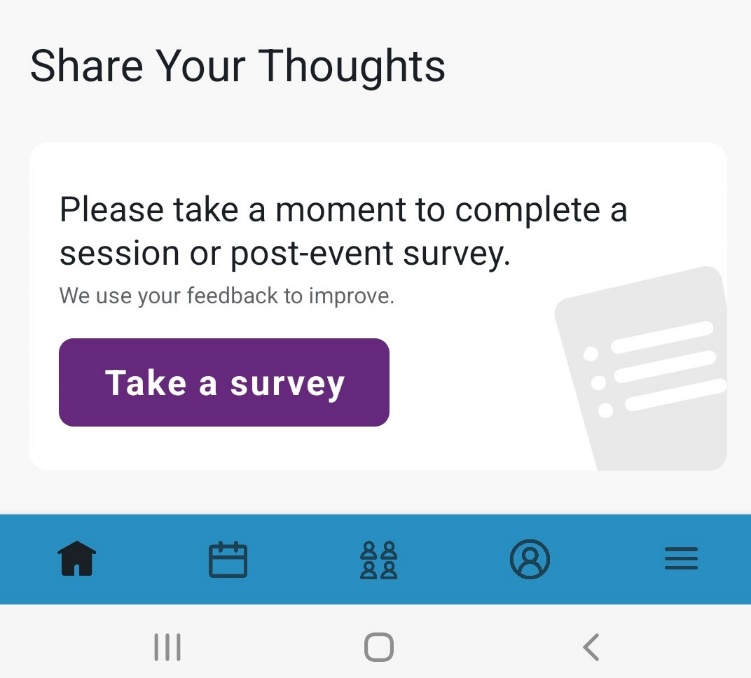 Share Your Thoughts
Please take a moment to complete a
session or post-event survey.
We use your feedback to improve.
Take a survey